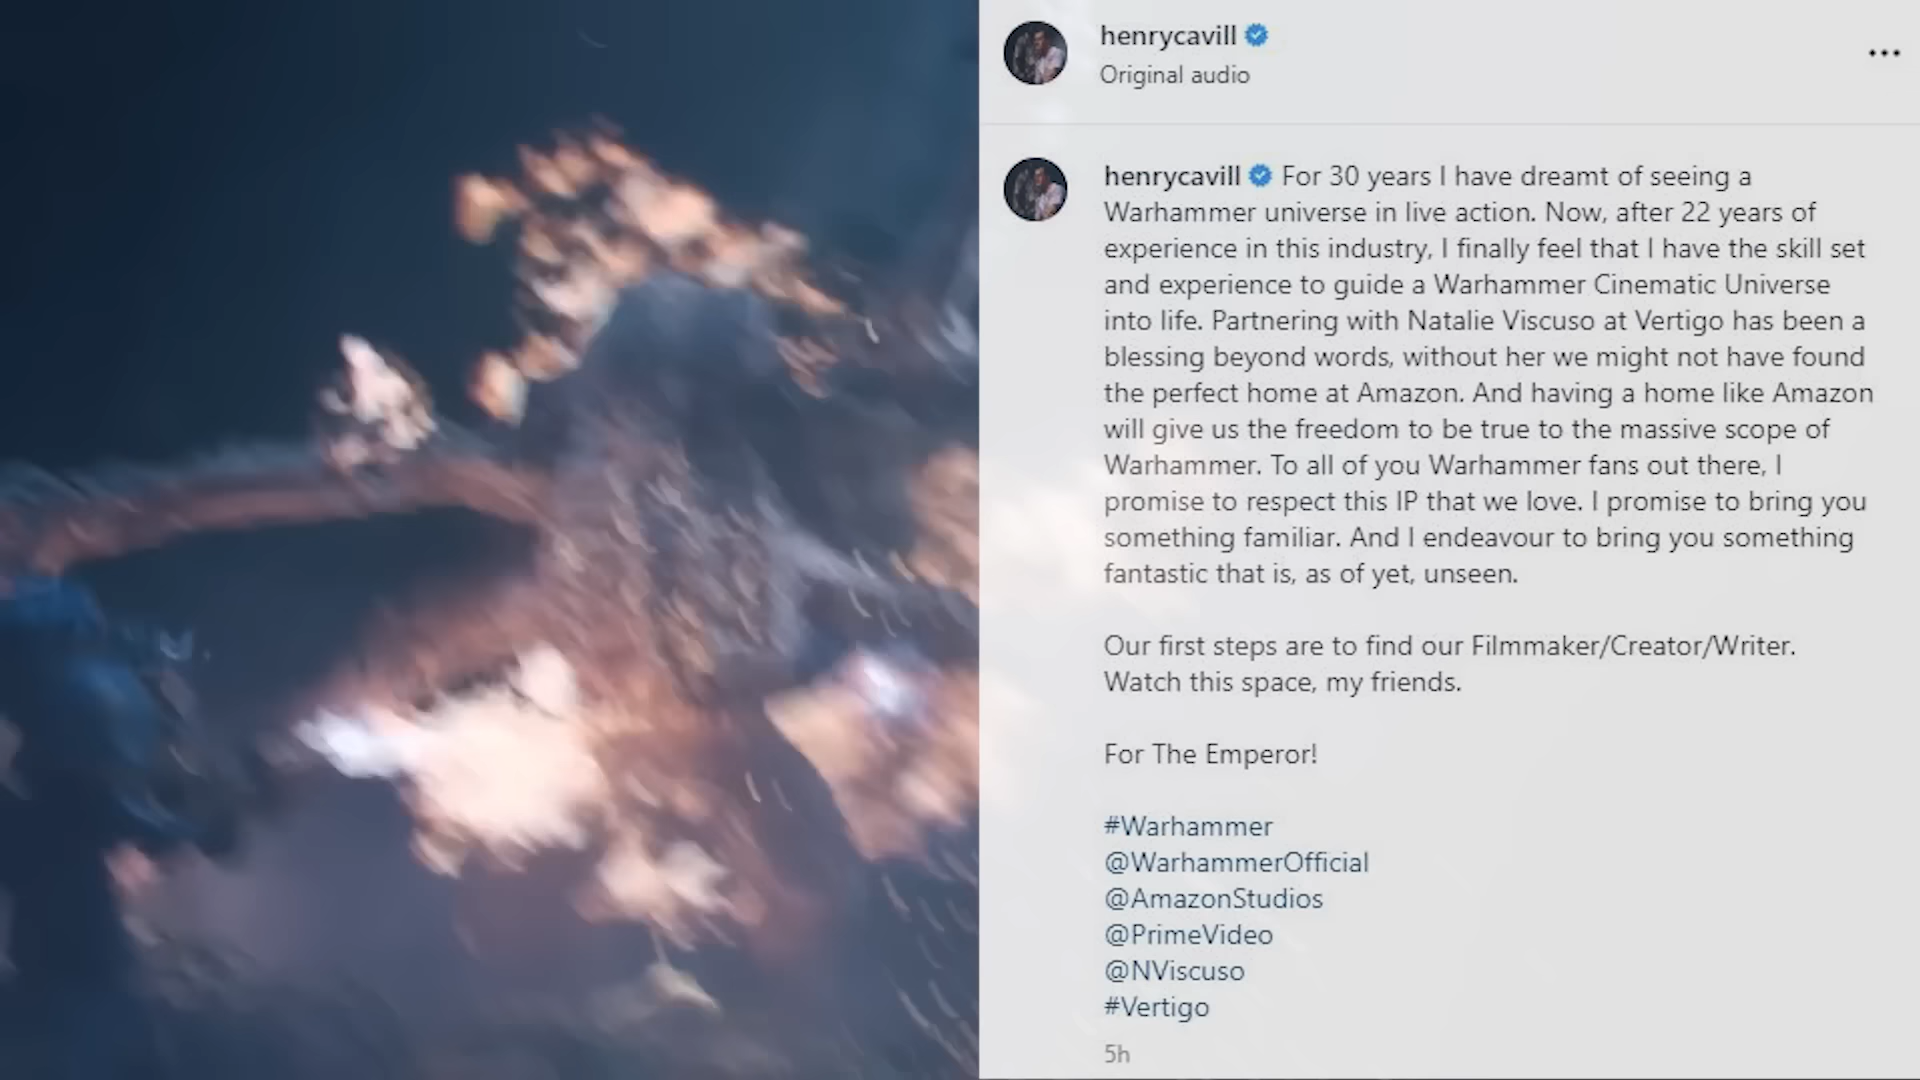 henrycavill
Original audio
henrycavill For 30 years I have dreamt of seeing a
Warhammer universe in live action. Now, after 22 years of
experience in this industry, I finally feel that I have the skill set
and experience to guide a Warhammer Cinematic Universe
into life. Partnering with Natalie Viscuso at Vertigo has been a
blessing beyond words, without her we might not have found
the perfect home at Amazon. And having a home like Amazon
will give us the freedom to be true to the massive scope of
Warhammer. To all of you Warhammer fans out there, I
promise to respect this IP that we love. I promise to bring you
something familiar. And I endeavour to bring you something
fantastic that is, as of yet, unseen.
Our first steps are to find our Filmmaker/Creator/Writer.
Watch this space, my friends.
For The Emperor!
#Warhammer
@WarhammerOfficial
@AmazonStudios
@PrimeVideo
@NViscuso
#Vertigo
5h